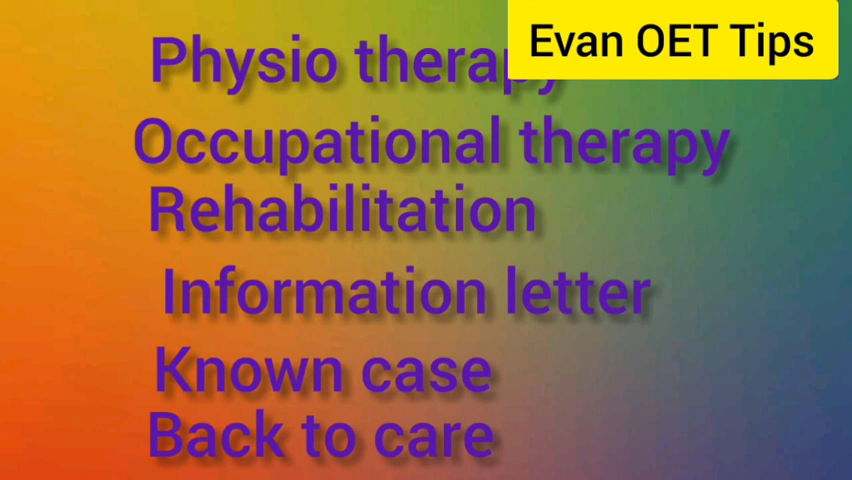 Evan OET Tips
Physio therapy
Occupational therapy
Rehabilitation
Information letter
Known case
Back to care